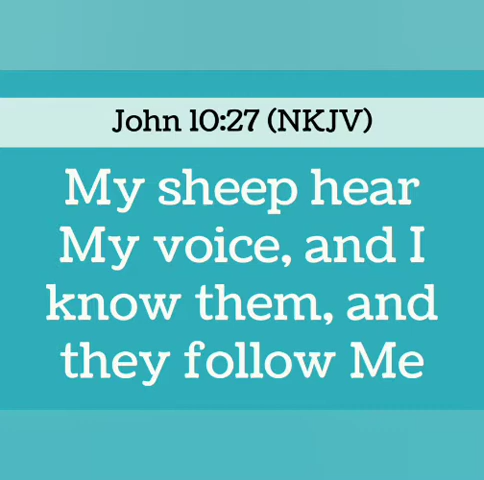 John 10:27 (NKJV)
My sheep hear
My voice, and I
know them, and
they follow Me